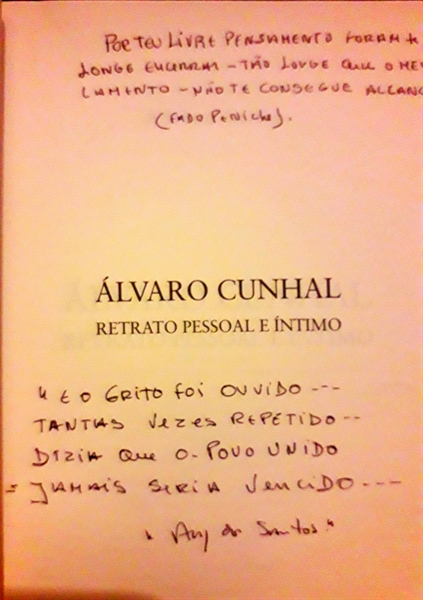 POR TEU LIVRE PENSAMENTO FORAM-
LONGE ENCERRAR - TÃO LONGE QUE O MEU
LAMENTO - NÃO TE CONSEGUE ALCANÇ
(FADO PENICHE).
ÁLVARO CUNHAL
RETRATO PESSOAL E ÍNTIMO
" E O GRITO FOI OUVIDO ---
TANTAS VEZES REPETIDO --
DIZIA QUE O POVO UNIDO
= JAMAIS SERIA VENCIDO ---
" Ary dos Santos "